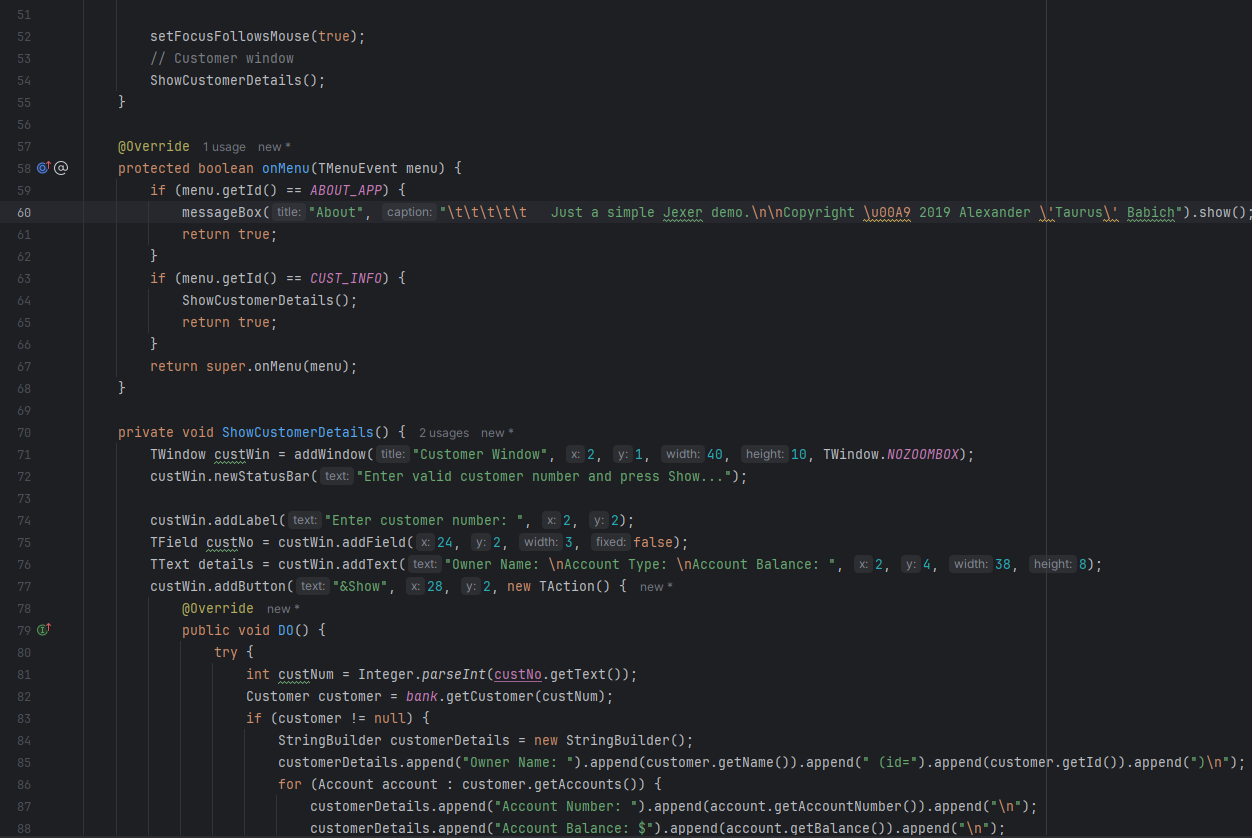 51
52 setFocusFollowsMouse(true);
53 // Customer window
54 ShowCustomerDetails();
55 }
56
57 @Override 1 usage new *
58 @ protected boolean onMenu(TMenuEvent menu) {
59 if (menu.getId() == ABOUT_APP) {
60 messageBox( title: "About", caption: "\t\t\t\t\t   Just a simple Jexer demo.\n\nCopyright \u00A9 2019 Alexander \'Taurus\' Babich").show();
61 return true;
62 }
63 if (menu.getId() == CUST_INFO) {
64 ShowCustomerDetails();
65 return true;
66 }
67 return super.onMenu(menu);
68 }
69
70 private void ShowCustomerDetails() { 2 usages new *
71 TWindow custWin = addWindow( title: "Customer Window", x: 2, y: 1, width: 40, height: 10, TWindow.NOZOOMBOX);
72 custWin.newStatusBar( text: "Enter valid customer number and press Show...");
73
74 custWin.addLabel( text: "Enter customer number: ", x: 2, y: 2);
75 TField custNo = custWin.addField( x: 24, y: 2, width: 3, fixed: false);
76 TText details = custWin.addText( text: "Owner Name: \nAccount Type: \nAccount Balance: ", x: 2, y: 4, width: 38, height: 8);
77 custWin.addButton( text: "&Show", x: 28, y: 2, new TAction() { new *
78 @Override new *
79 public void DO() {
80 try {
81 int custNum = Integer.parseInt(custNo.getText());
82 Customer customer = bank.getCustomer(custNum);
83 if (customer != null) {
84 StringBuilder customerDetails = new StringBuilder();
85 customerDetails.append("Owner Name: ").append(customer.getName()).append(" (id=").append(customer.getId()).append(")\n");
86 for (Account account : customer.getAccounts()) {
87 customerDetails.append("Account Number: ").append(account.getAccountNumber()).append("\n");
88 customerDetails.append("Account Balance: $").append(account.getBalance()).append("\n");